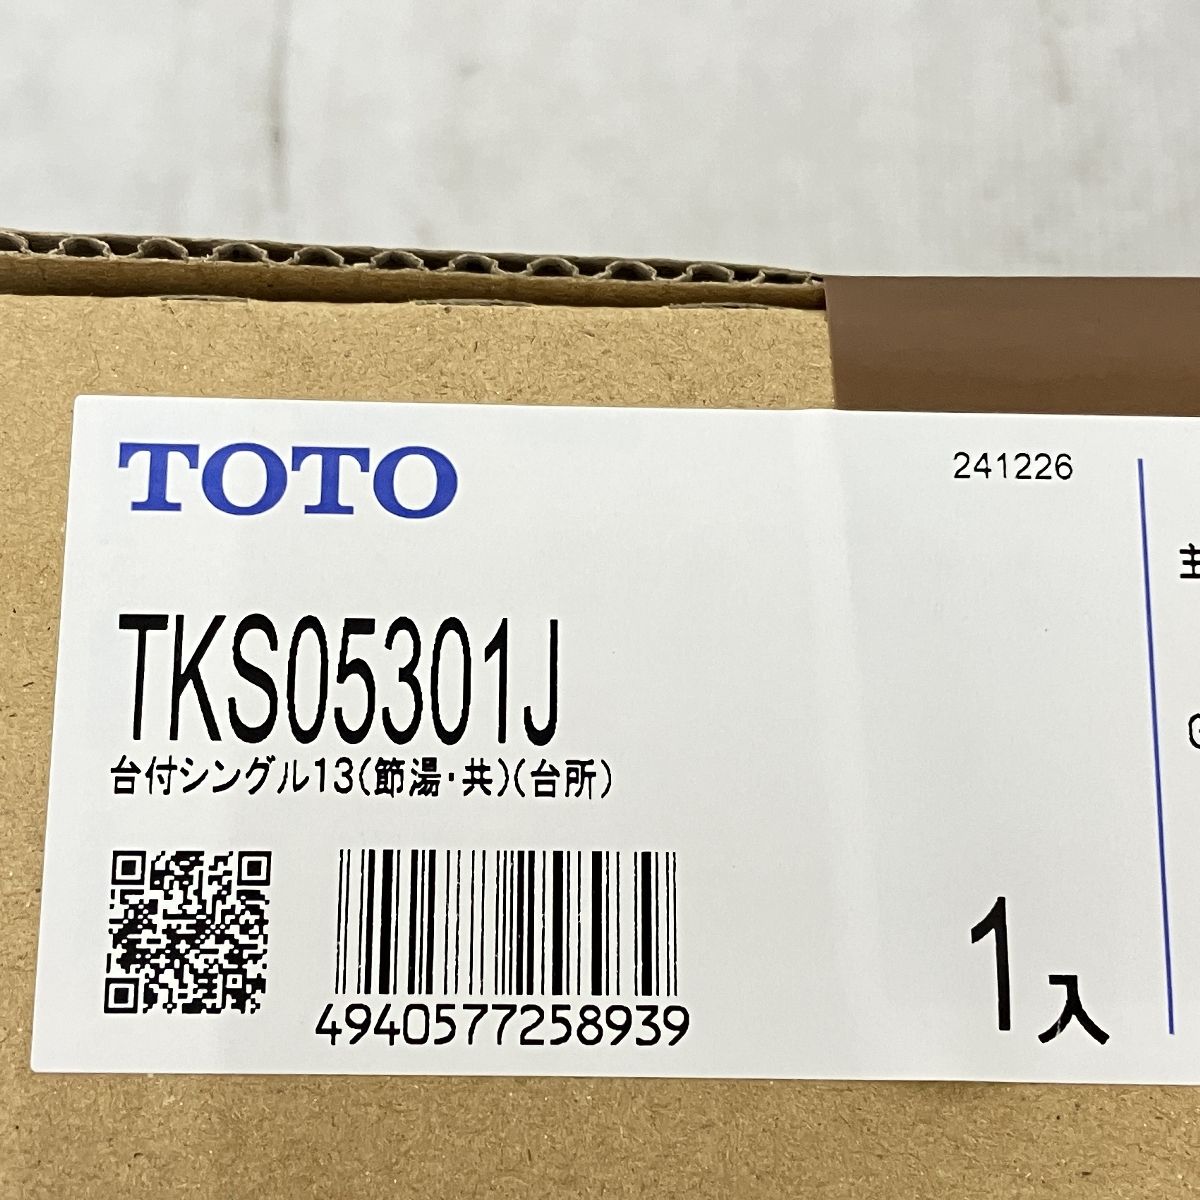 TOTO
241226
TKS05301J
台付シングル13(節湯・共)(台所)
4940577258939
1入
主